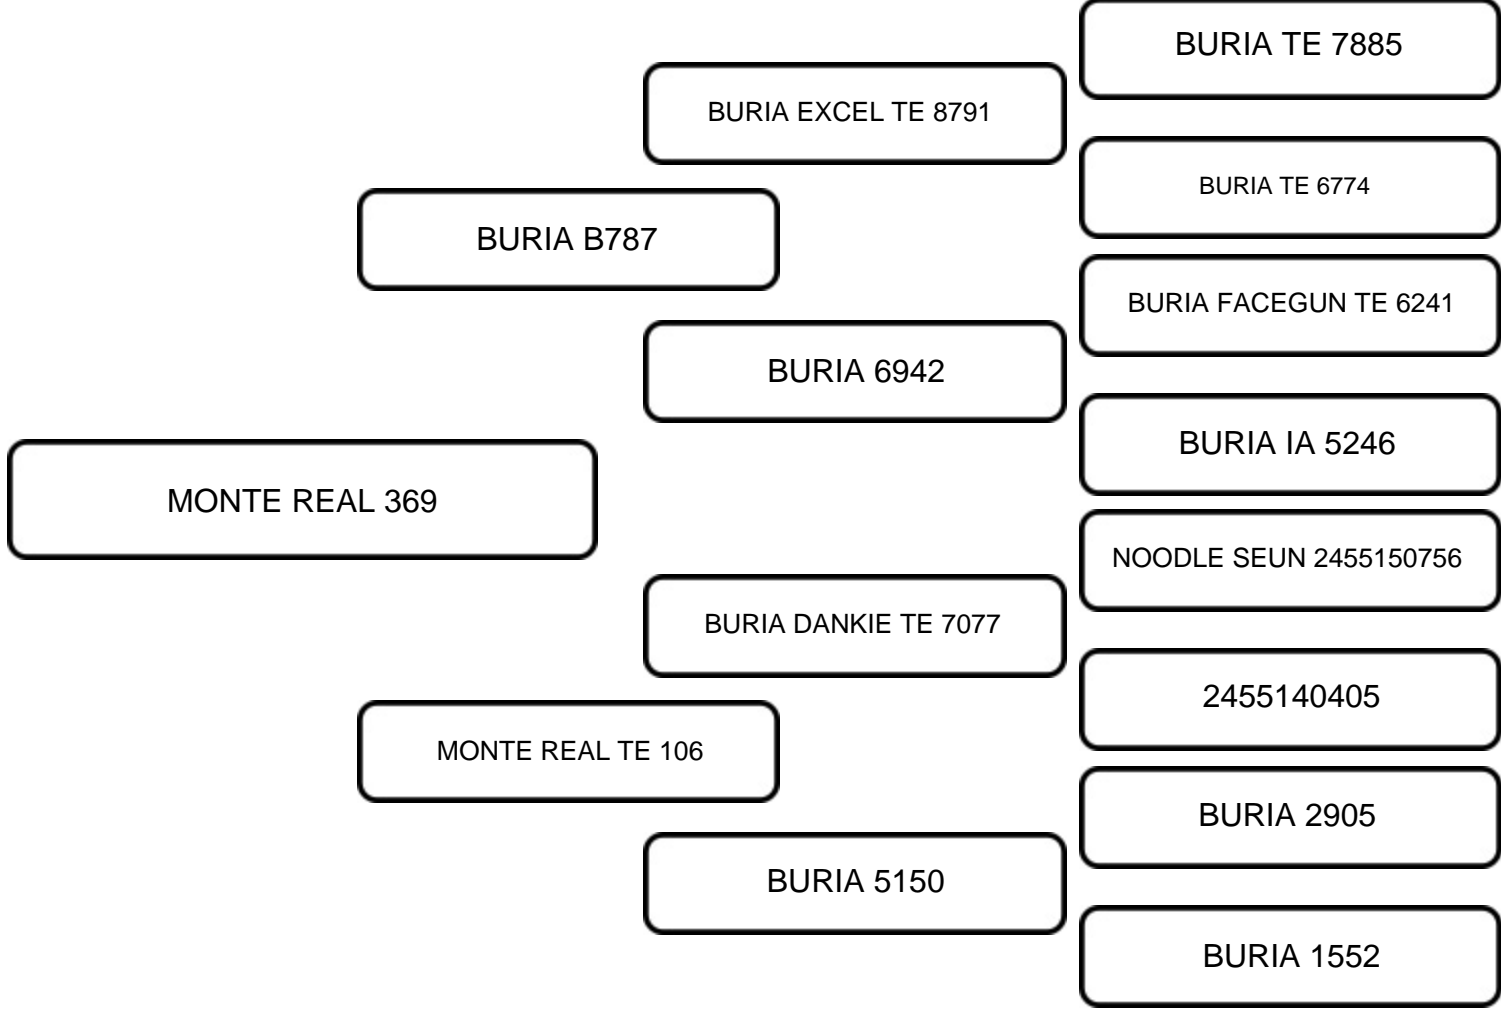 BURIA TE 7885
BURIA EXCEL TE 8791
BURIA TE 6774
BURIA B787
BURIA FACEGUN TE 6241
BURIA 6942
BURIA IA 5246
MONTE REAL 369
NOODLE SEUN 2455150756
BURIA DANKIE TE 7077
2455140405
MONTE REAL TE 106
BURIA 2905
BURIA 5150
BURIA 1552